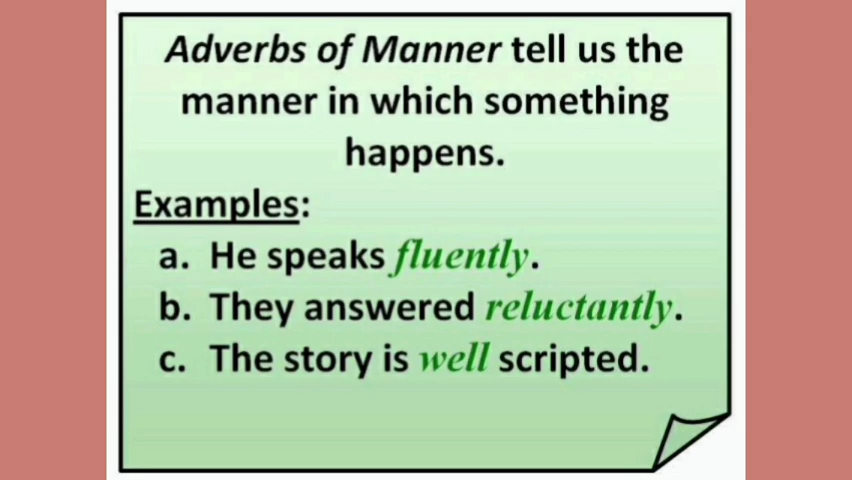 Adverbs of Manner tell us the
manner in which something
happens.
Examples:
a. He speaks fluently.
b. They answered reluctantly.
c. The story is well scripted.